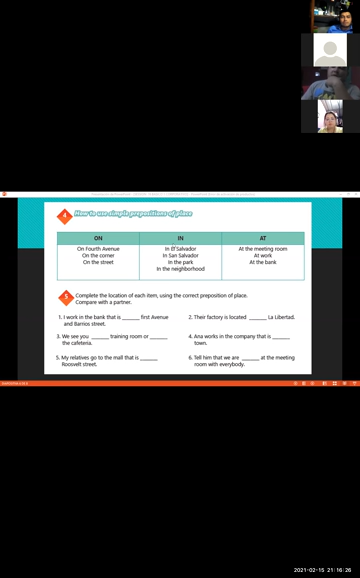 4 How to use simple prepositions of place
ON IN AT
On Fourth Avenue In El Salvador At the meeting room
On the corner In San Salvador At work
On the street In the park At the bank
In the neighborhood
5 Complete the location of each item, using the correct preposition of place.
Compare with a partner.
1. I work in the bank that is ______ first Avenue
and Barrios street.
2. Their factory is located ______ La Libertad.
3. We see you ______ training room or ______
the cafeteria.
4. Ana works in the company that is ______
town.
5. My relatives go to the mall that is ______
Roosvelt street.
6. Tell him that we are ______ at the meeting
room with everybody.
2021-02-15 21:16:26